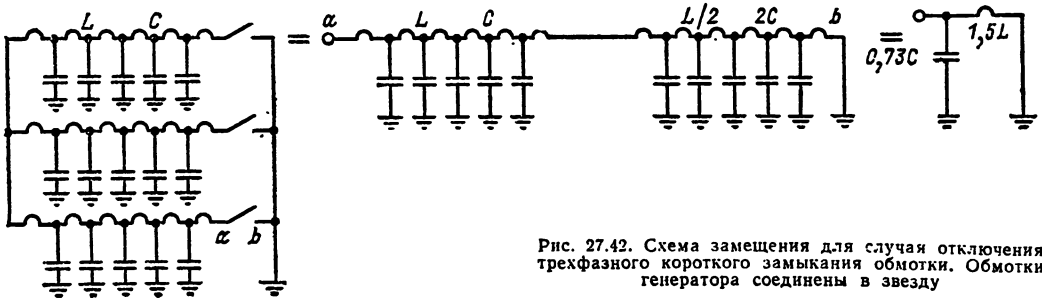 L C
a b
=
a L C L/2 2C b
=
0,73C
1,5L
Рис. 27.42. Схема замещения для случая отключения
трехфазного короткого замыкания обмотки. Обмотки
генератора соединены в звезду